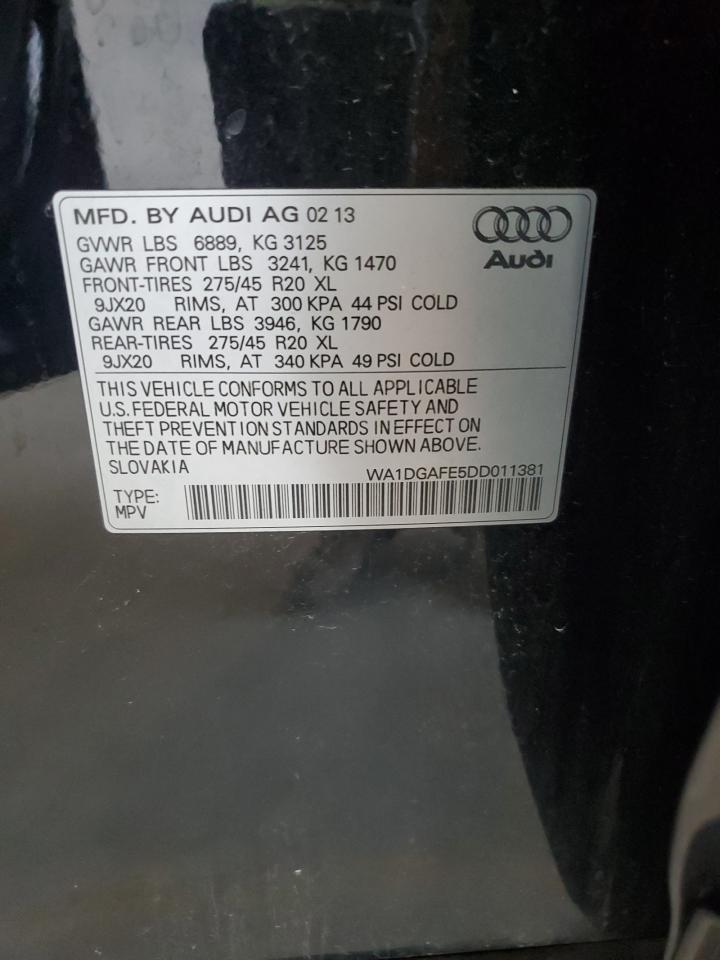 MFD. BY AUDI AG 02 13
GVWR LBS 6889, KG 3125
GAWR FRONT LBS 3241, KG 1470
FRONT-TIRES 275/45 R20 XL
9JX20 RIMS, AT 300 KPA 44 PSI COLD
GAWR REAR LBS 3946, KG 1790
REAR-TIRES 275/45 R20 XL
9JX20 RIMS, AT 340 KPA 49 PSI COLD
Audi
THIS VEHICLE CONFORMS TO ALL APPLICABLE
U.S. FEDERAL MOTOR VEHICLE SAFETY AND
THEFT PREVENTION STANDARDS IN EFFECT ON
THE DATE OF MANUFACTURE SHOWN ABOVE.
SLOVAKIA WA1DGAFE5DD011381
TYPE:
MPV